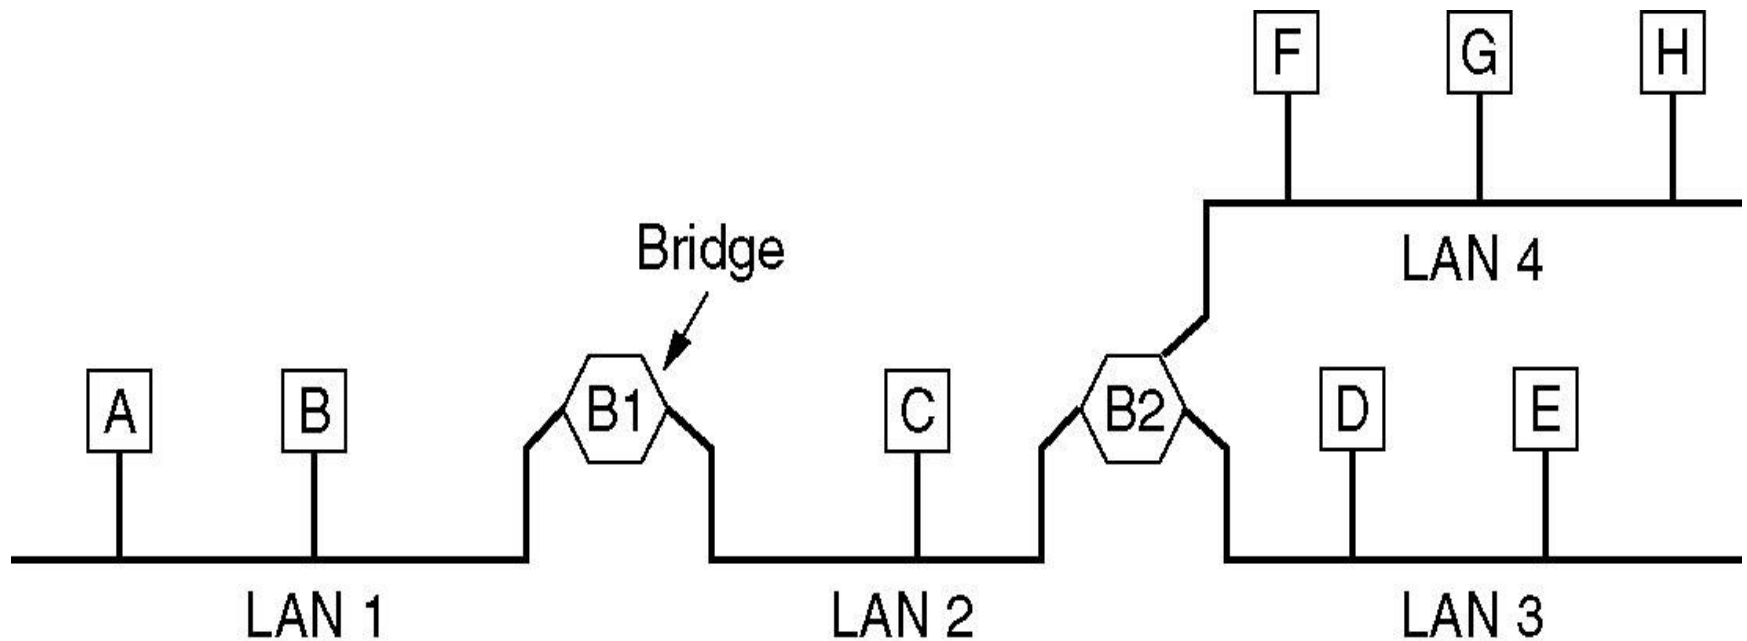 F G H
LAN 4
Bridge
A B B1 C B2 D E
LAN 1 LAN 2 LAN 3